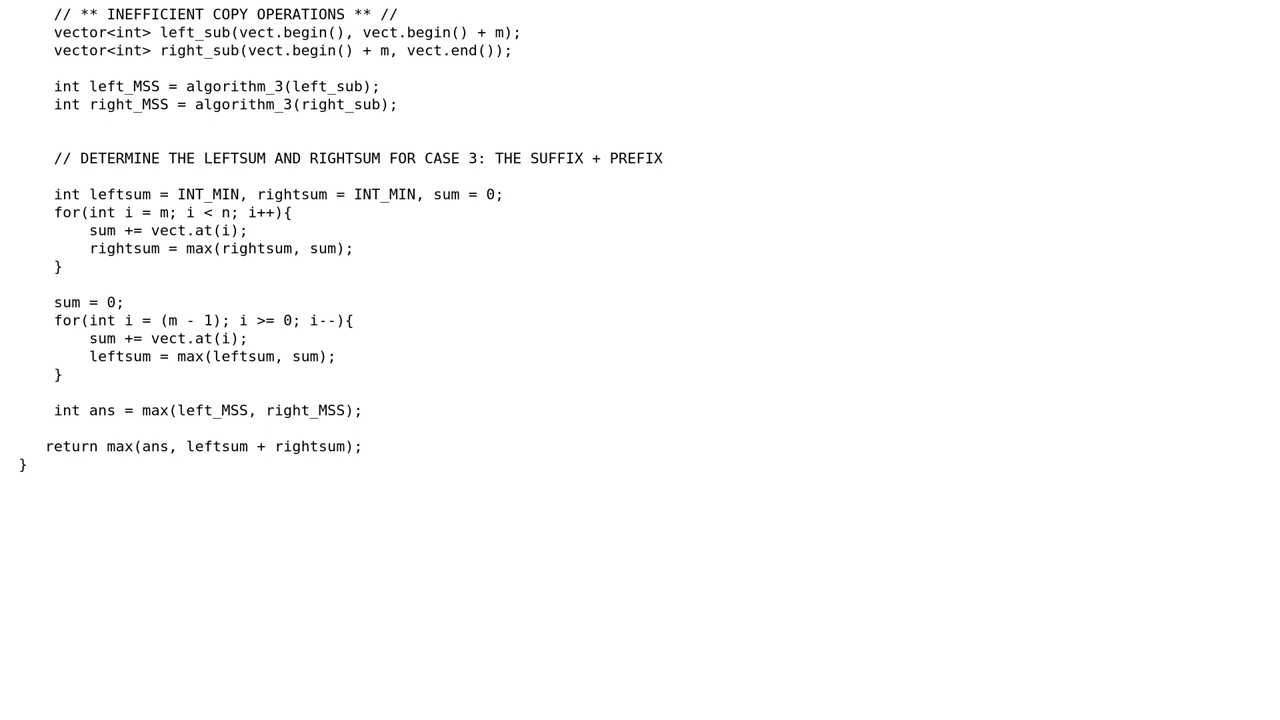 // ** INEFFICIENT COPY OPERATIONS ** //
vector<int> left_sub(vect.begin(), vect.begin() + m);
vector<int> right_sub(vect.begin() + m, vect.end());
int left_MSS = algorithm_3(left_sub);
int right_MSS = algorithm_3(right_sub);
// DETERMINE THE LEFTSUM AND RIGHTSUM FOR CASE 3: THE SUFFIX + PREFIX
int leftsum = INT_MIN, rightsum = INT_MIN, sum = 0;
for(int i = m; i < n; i++){
sum += vect.at(i);
rightsum = max(rightsum, sum);
}
sum = 0;
for(int i = (m - 1); i >= 0; i--){
sum += vect.at(i);
leftsum = max(leftsum, sum);
}
int ans = max(left_MSS, right_MSS);
return max(ans, leftsum + rightsum);
}